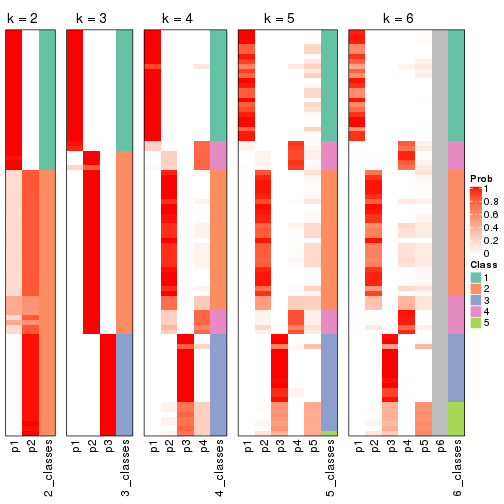 k = 2
k = 3
k = 4
k = 5
k = 6
p1
p2
2_classes
p1
p2
p3
3_classes
p1
p2
p3
p4
4_classes
p1
p2
p3
p4
p5
5_classes
p1
p2
p3
p4
p5
p6
6_classes
Prob
1
0.8
0.6
0.4
0.2
0
Class
1
2
3
4
5